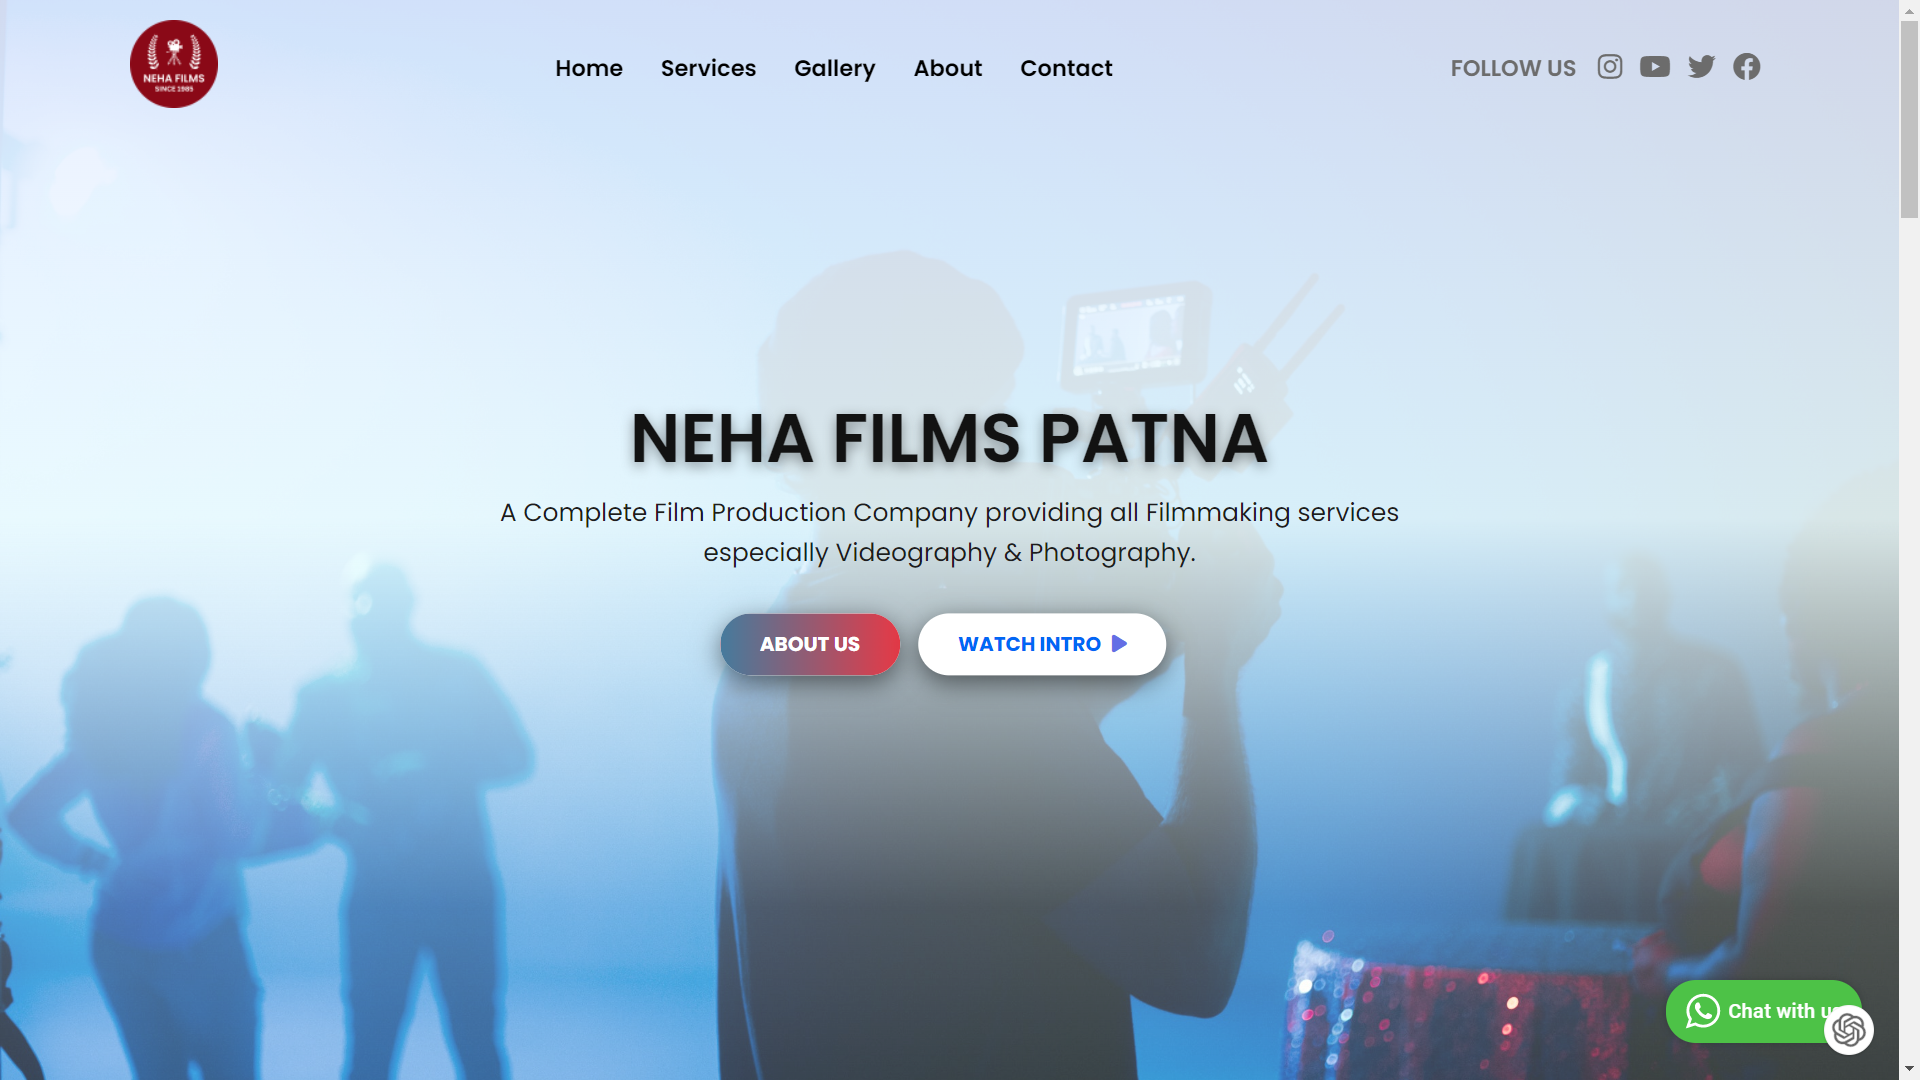 NEHA FILMS
SINCE 1985
Home Services Gallery About Contact
FOLLOW US
NEHA FILMS PATNA
A Complete Film Production Company providing all Filmmaking services
especially Videography & Photography.
ABOUT US
WATCH INTRO
Chat with